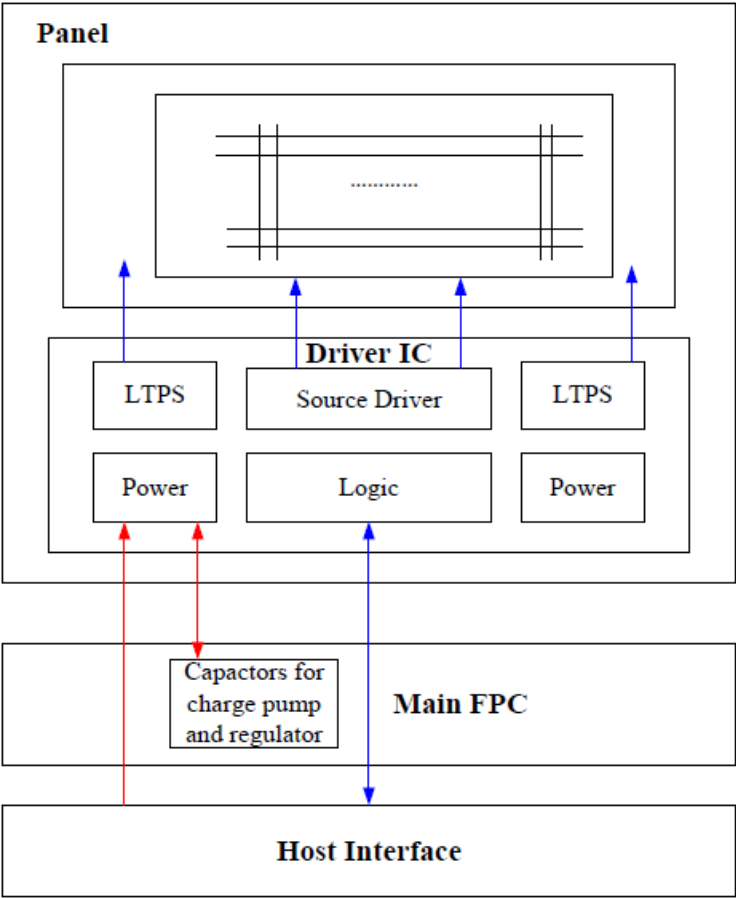 Panel
............
Driver IC
LTPS
Source Driver
LTPS
Power
Logic
Power
Capactors for
charge pump
and regulator
Main FPC
Host Interface